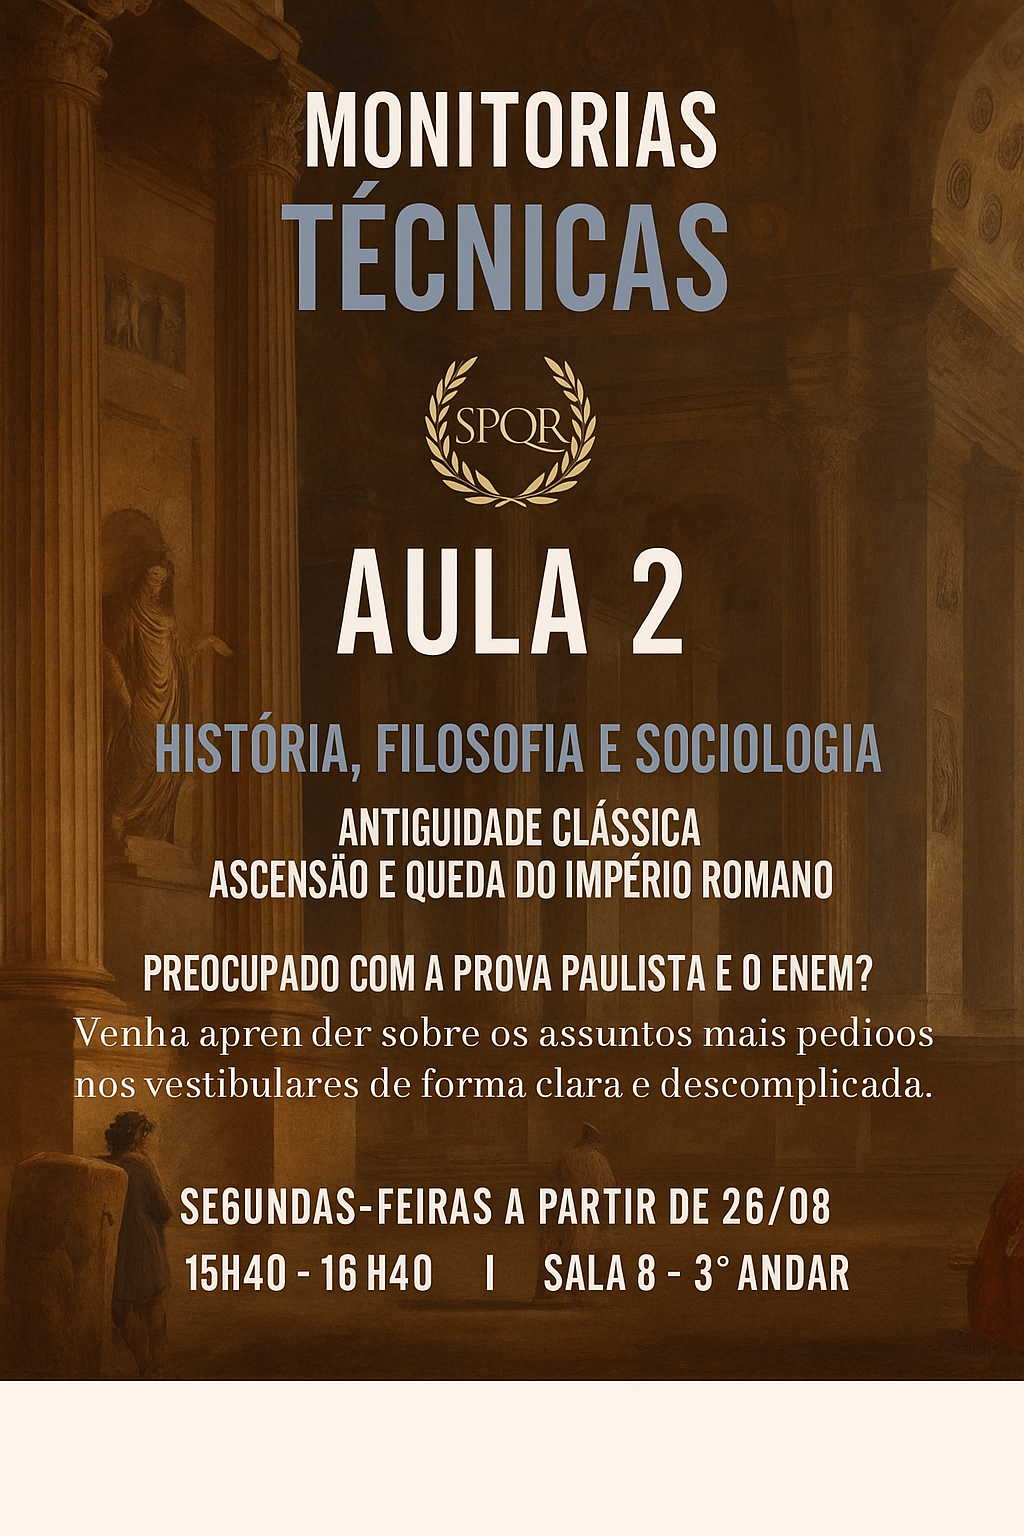 MONITORIAS
TÉCNICAS
SPQR
AULA 2
HISTÓRIA, FILOSOFIA E SOCIOLOGIA
ANTIGUIDADE CLÁSSICA
ASCENSÄO E QUEDA DO IMPÉRIO ROMANO
PREOCUPADO COM A PROVA PAULISTA E O ENEM?
Venha apren der sobre os assuntos mais pedioos
nos vestibulares de forma clara e descomplicada.
SE6UNDAS-FEIRAS A PARTIR DE 26/08
15H40 - 16 H40 I SALA 8 - 3° ANDAR